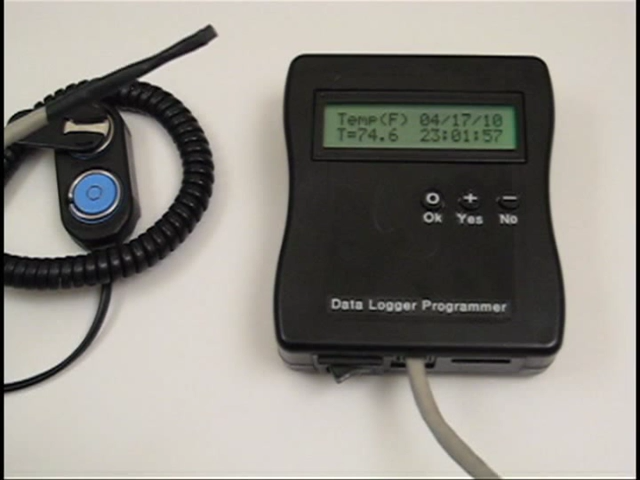 Temp(F) 04/17/10
T=74.6 23:01:57
O + −
Ok Yes No
Data Logger Programmer